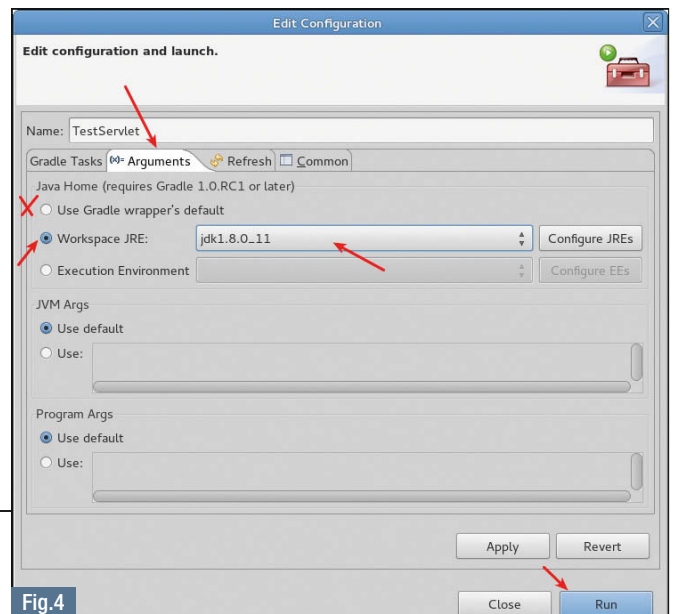 Edit Configuration
Edit configuration and launch.
Name: TestServlet
Gradle Tasks (x)= Arguments Refresh Common
Java Home (requires Gradle 1.0.RC1 or later)
Use Gradle wrapper's default
Workspace JRE: jdk1.8.0_11 Configure JREs
Execution Environment Configure EEs
JVM Args
Use default
Use:
Program Args
Use default
Use:
Apply Revert
Close Run
Fig.4